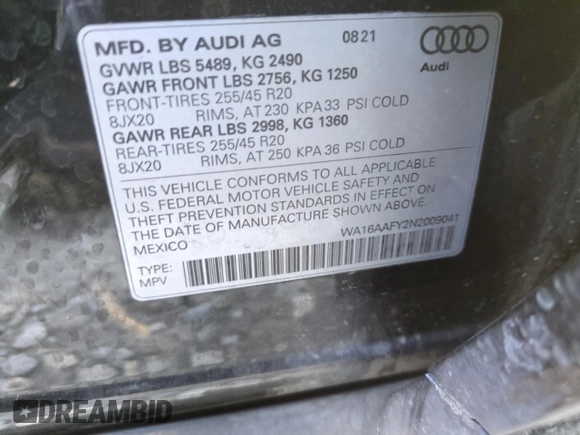 MFD. BY AUDI AG 0821
GVWR LBS 5489, KG 2490
GAWR FRONT LBS 2756, KG 1250
FRONT-TIRES 255/45 R20
8JX20 RIMS, AT 230 KPA 33 PSI COLD
GAWR REAR LBS 2998, KG 1360
REAR-TIRES 255/45 R20
8JX20 RIMS, AT 250 KPA 36 PSI COLD
Audi
THIS VEHICLE CONFORMS TO ALL APPLICABLE
U.S. FEDERAL MOTOR VEHICLE SAFETY AND
THEFT PREVENTION STANDARDS IN EFFECT ON
THE DATE OF MANUFACTURE SHOWN ABOVE.
MEXICO
WA16AAFY2N2009041
TYPE:
MPV
DREAMBID